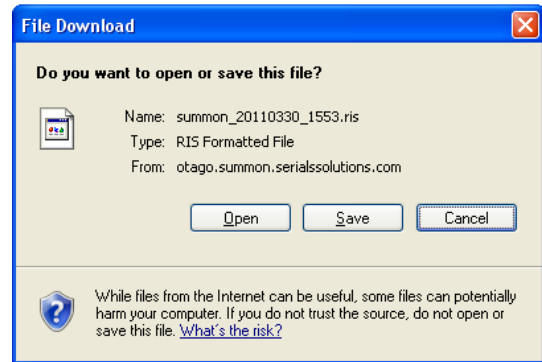 File Download
Do you want to open or save this file?
Name: summon_20110330_1553.ris
Type: RIS Formatted File
From: otago.summon.serialssolutions.com
Open Save Cancel
While files from the Internet can be useful, some files can potentially
harm your computer. If you do not trust the source, do not open or
save this file. What's the risk?